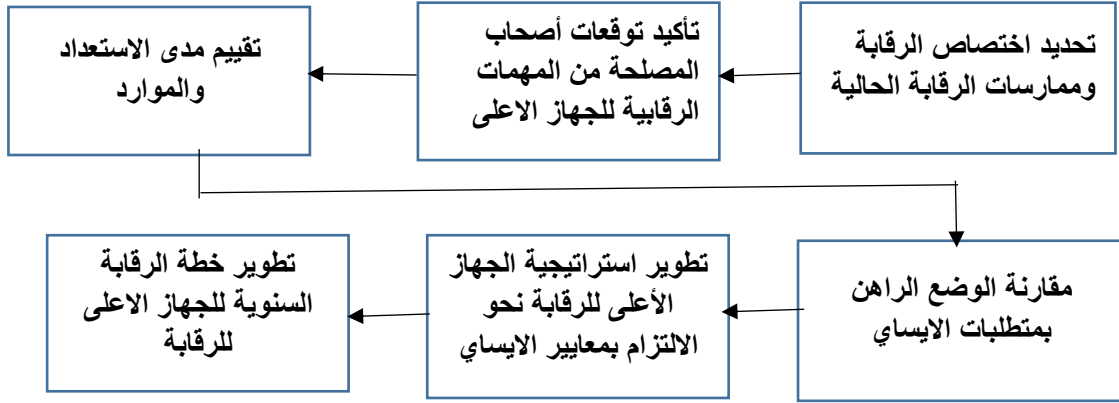 تحديد اختصاص الرقابة
وممارسات الرقابة الحالية
تأكيد توقعات أصحاب
المصلحة من المهمات
الرقابية للجهاز الاعلى
تقييم مدى الاستعداد
والموارد
مقارنة الوضع الراهن
بمتطلبات الايساي
تطوير استراتيجية الجهاز
الأعلى للرقابة نحو
الالتزام بمعايير الايساي
تطوير خطة الرقابة
السنوية للجهاز الاعلى
للرقابة